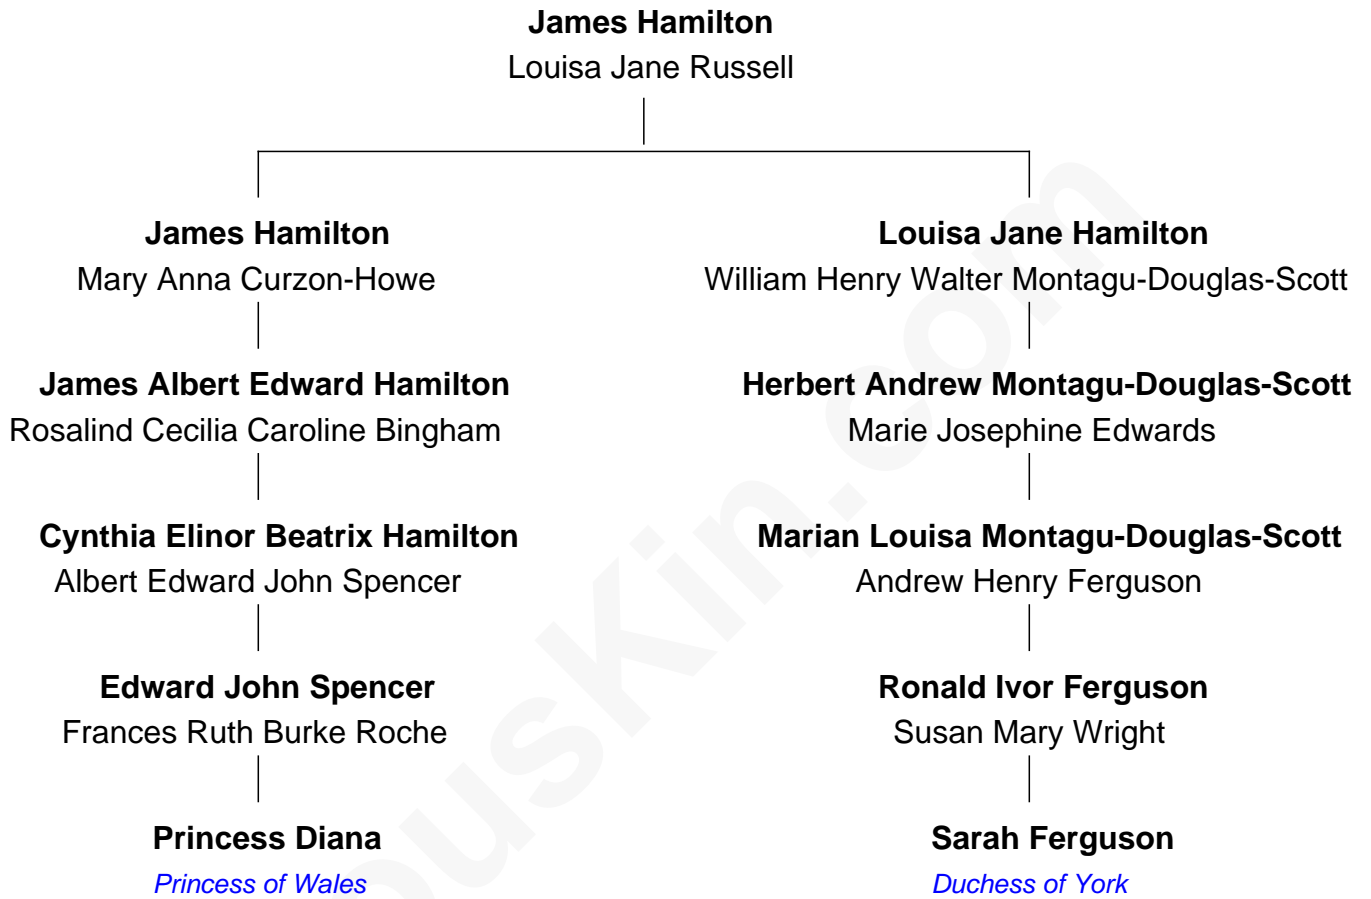 James Hamilton
Louisa Jane Russell
James Hamilton
Mary Anna Curzon-Howe
Louisa Jane Hamilton
William Henry Walter Montagu-Douglas-Scott
James Albert Edward Hamilton
Rosalind Cecilia Caroline Bingham
Herbert Andrew Montagu-Douglas-Scott
Marie Josephine Edwards
Cynthia Elinor Beatrix Hamilton
Albert Edward John Spencer
Marian Louisa Montagu-Douglas-Scott
Andrew Henry Ferguson
Edward John Spencer
Frances Ruth Burke Roche
Ronald Ivor Ferguson
Susan Mary Wright
Princess Diana
Princess of Wales
Sarah Ferguson
Duchess of York
ousKin.com